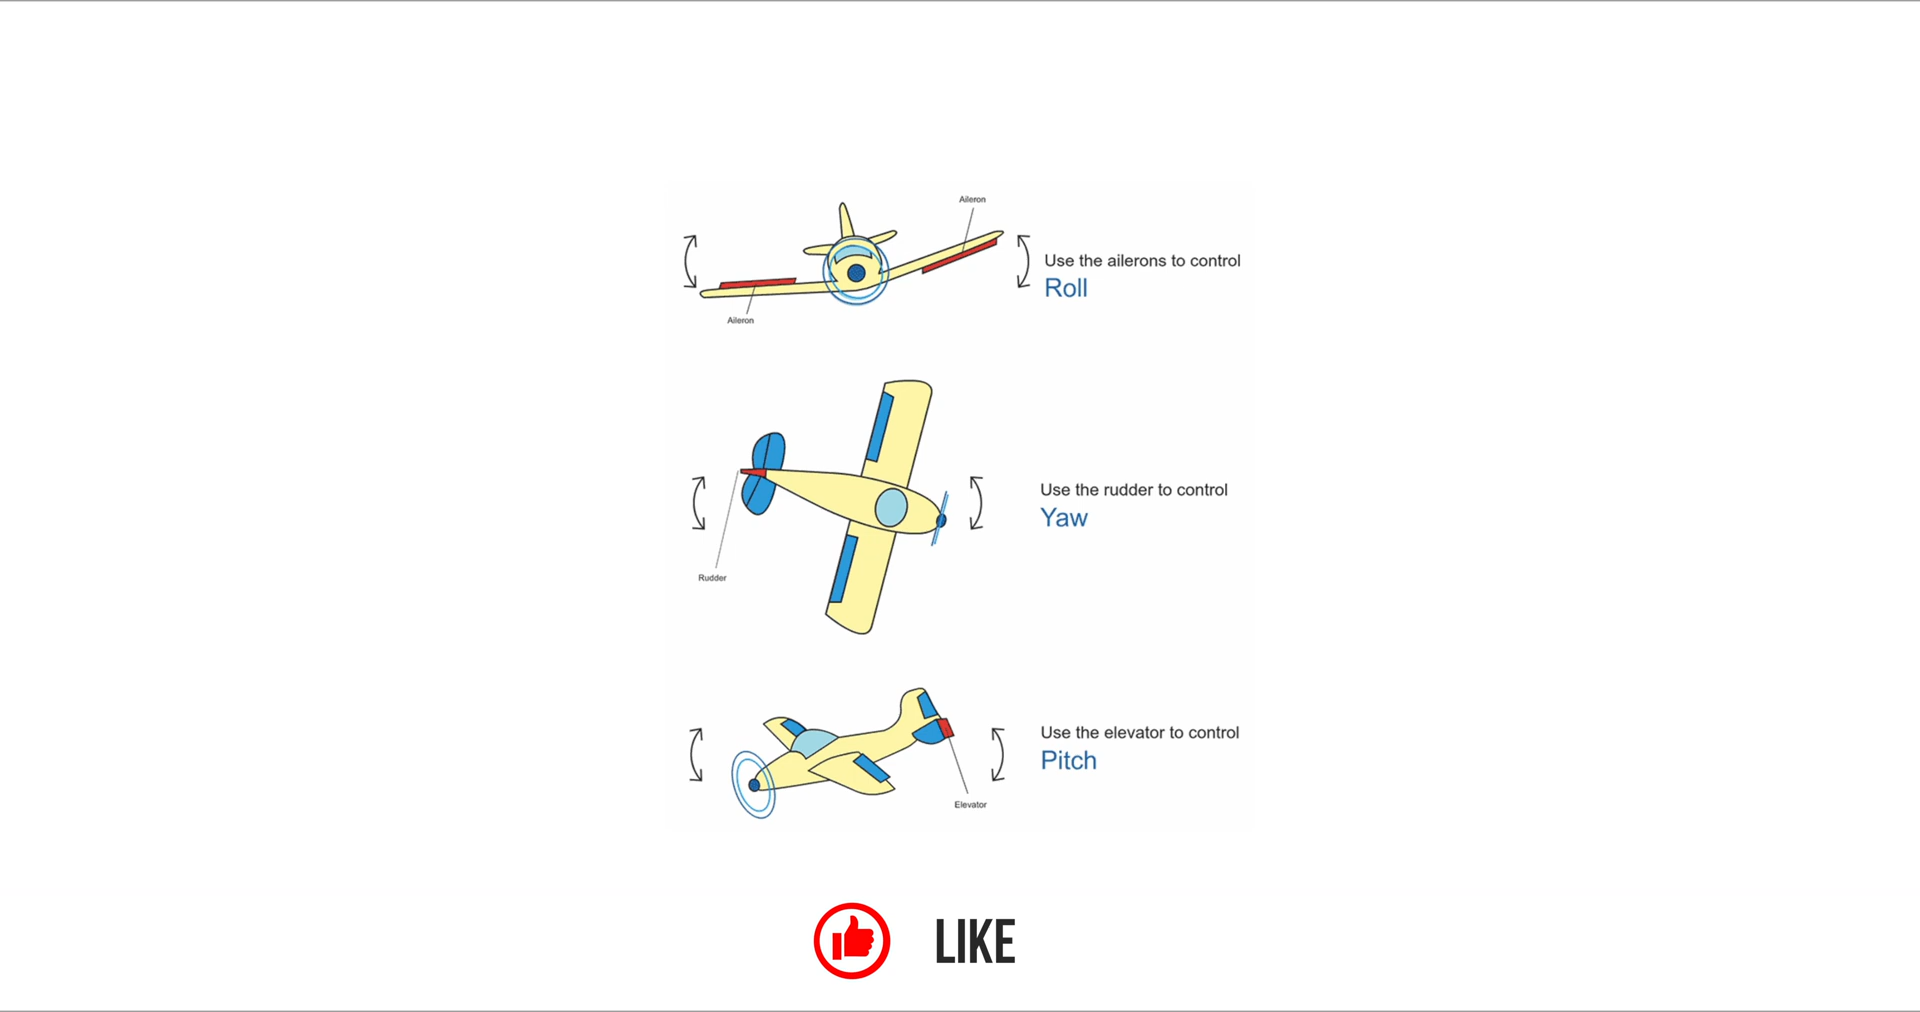 Aileron
Use the ailerons to control
Roll
Aileron
Use the rudder to control
Yaw
Rudder
Use the elevator to control
Pitch
Elevator
LIKE